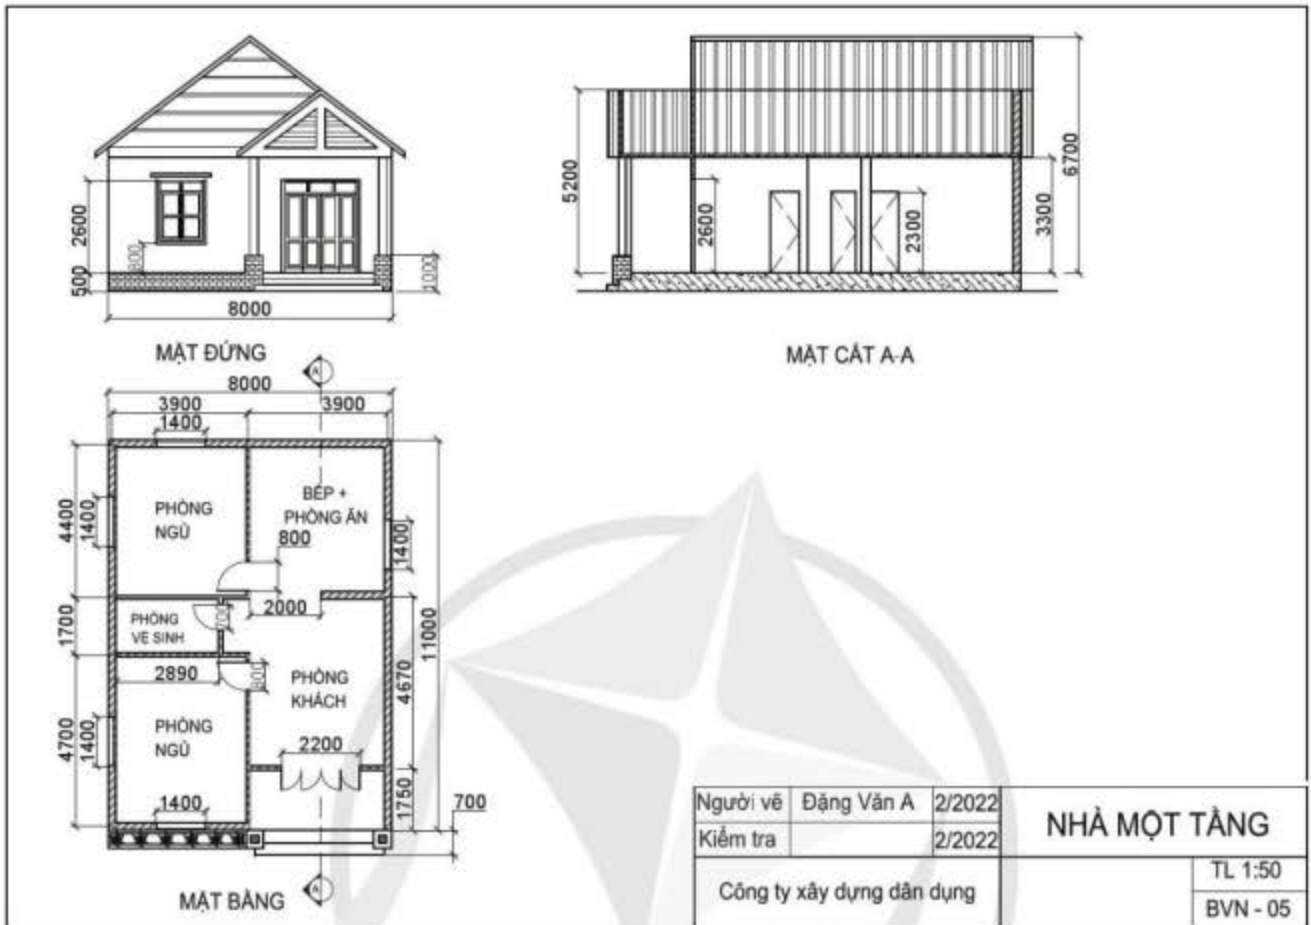 2600
500
800
1000
8000
MẶT ĐỨNG
5200
2600
2300
3300
6700
MẶT CẮT A-A
A
8000
3900 3900
1400
4400
1400
PHÒNG
NGỦ
BẾP +
PHÒNG ĂN
800
1400
1700
PHÒNG
VỆ SINH
700
2000
11000
2890
800
PHÒNG
KHÁCH
4670
4700
1400
PHÒNG
NGỦ
2200
1400
1750
700
A
MẶT BẰNG
Người vẽ Đặng Văn A 2/2022
Kiểm tra 2/2022
Công ty xây dựng dân dụng
NHÀ MỘT TẦNG
TL 1:50
BVN - 05